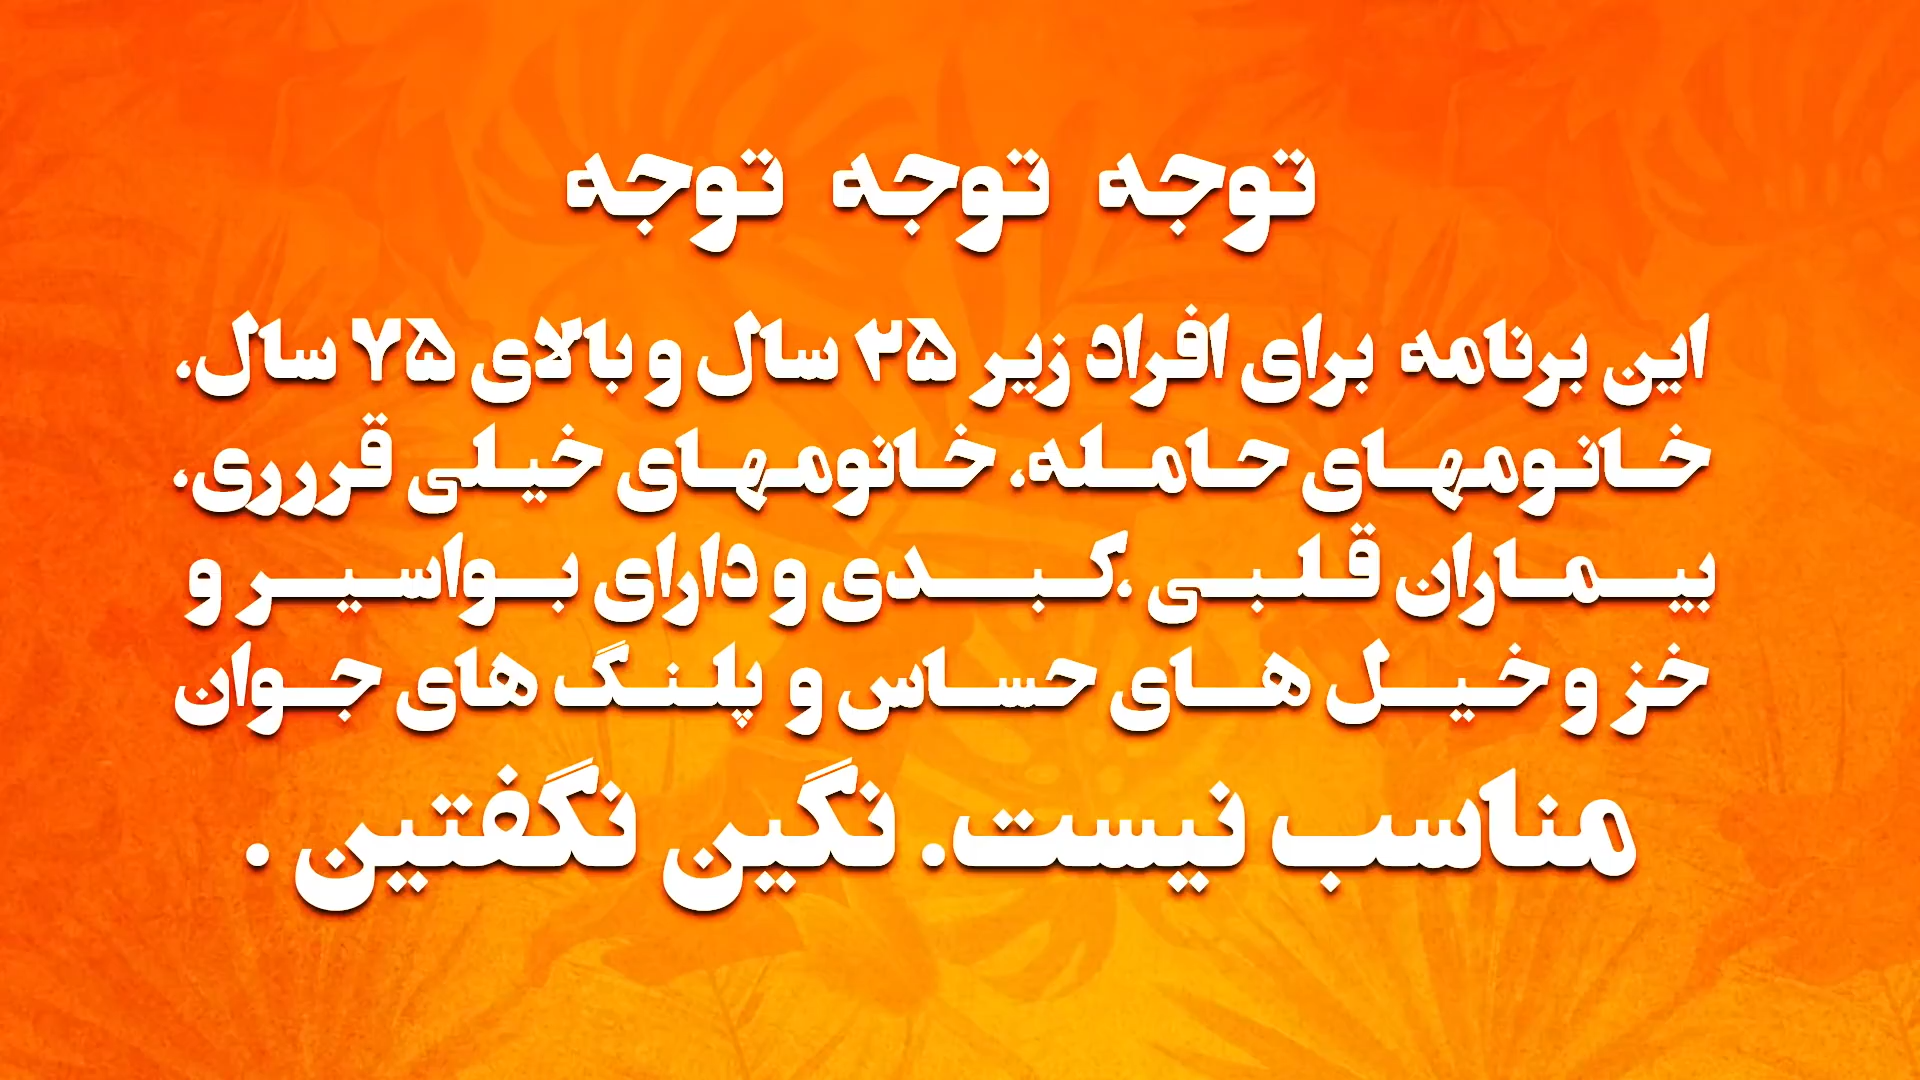 توجه توجه توجه
این برنامه برای افراد زیر ۲۵ سال و بالای ۷۵ سال،
خانومهای حامله، خانومهای خیلی قررری،
بیماران قلبی ،کبدی و دارای بواسیر و
خز و خیل های حساس و پلنگ های جوان
مناسب نیست. نگین نگفتین .